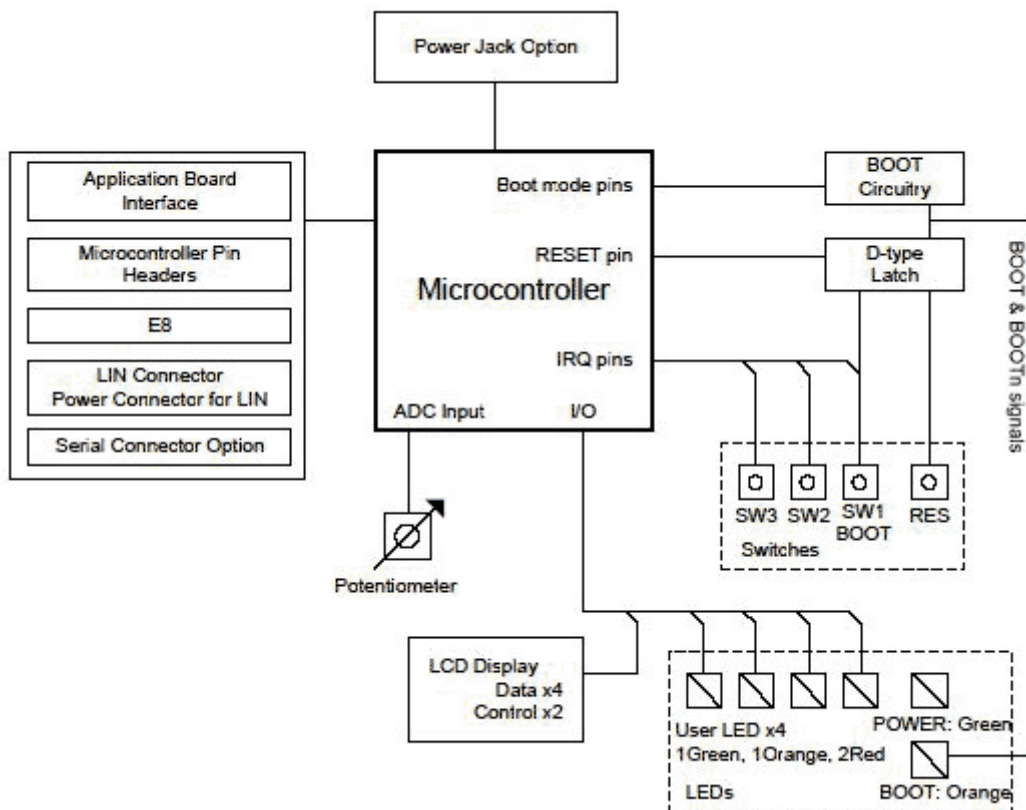 Power Jack Option
Application Board
Interface
Microcontroller Pin
Headers
E8
LIN Connector
Power Connector for LIN
Serial Connector Option
Boot mode pins
RESET pin
Microcontroller
IRQ pins
ADC Input
I/O
BOOT
Circuitry
D-type
Latch
BOOT & BOOTn signals
SW3
SW2
SW1
BOOT
RES
Switches
Potentiometer
LCD Display
Data x4
Control x2
User LED x4
1Green, 1Orange, 2Red
LEDs
POWER: Green
BOOT: Orange